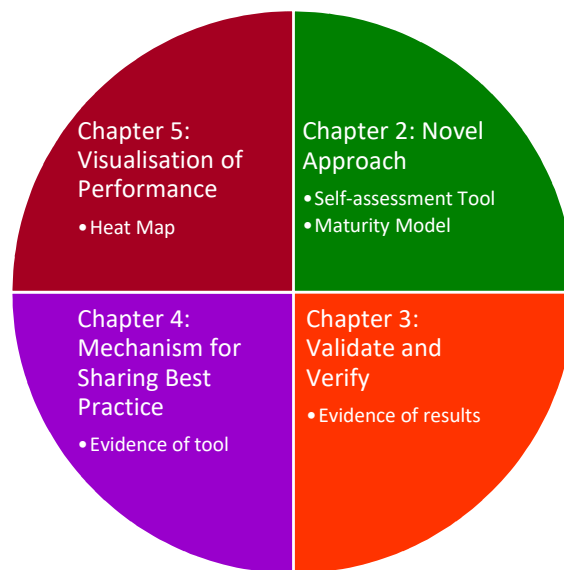 Chapter 5:
Visualisation of
Performance
•Heat Map
Chapter 2: Novel
Approach
•Self-assessment Tool
•Maturity Model
Chapter 4:
Mechanism for
Sharing Best
Practice
•Evidence of tool
Chapter 3:
Validate and
Verify
•Evidence of results